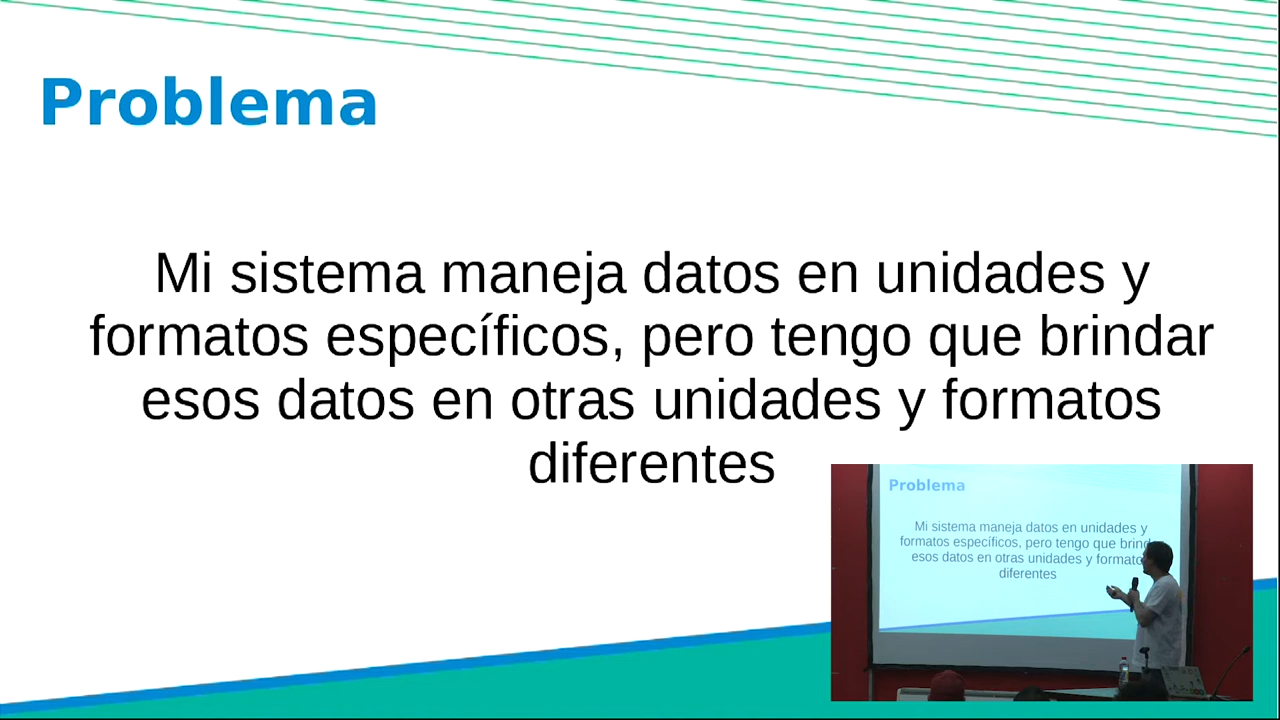 Problema
Mi sistema maneja datos en unidades y
formatos específicos, pero tengo que brindar
esos datos en otras unidades y formatos
diferentes
Problema
Mi sistema maneja datos en unidades y
formatos específicos, pero tengo que
esos datos en otras unidades y
diferentes